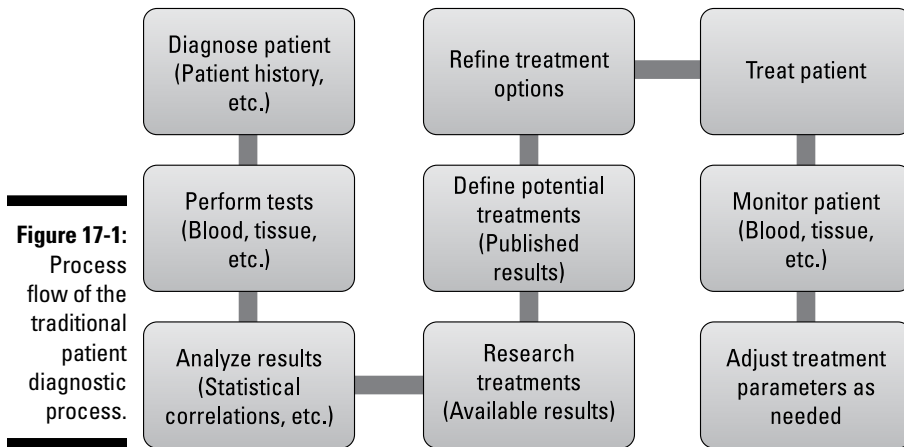 Figure 17-1:
Process
flow of the
traditional
patient
diagnostic
process.
Diagnose patient
(Patient history,
etc.)
Perform tests
(Blood, tissue,
etc.)
Analyze results
(Statistical
correlations, etc.)
Research
treatments
(Available results)
Define potential
treatments
(Published
results)
Refine treatment
options
Treat patient
Monitor patient
(Blood, tissue,
etc.)
Adjust treatment
parameters as
needed